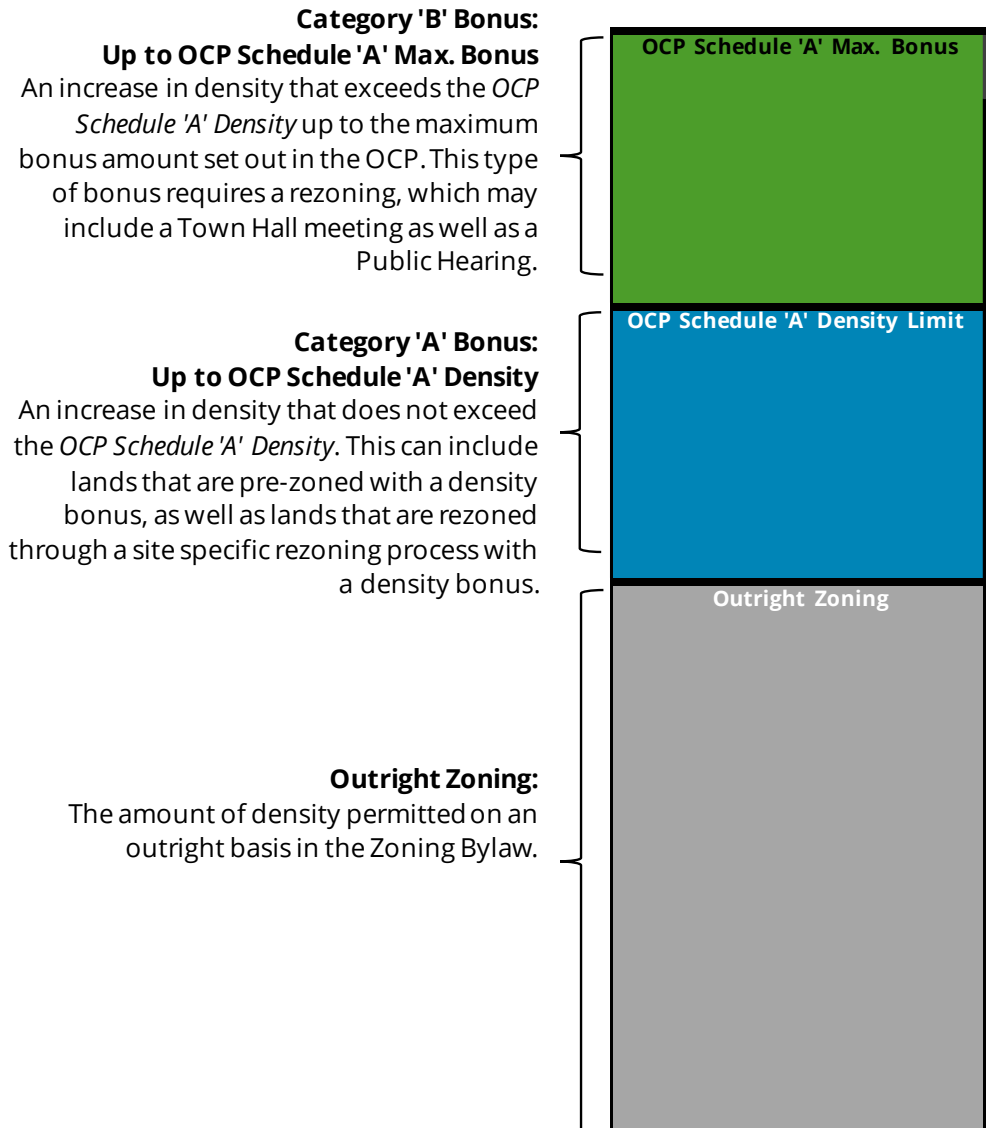 Category 'B' Bonus:
Up to OCP Schedule 'A' Max. Bonus
An increase in density that exceeds the OCP
Schedule 'A' Density up to the maximum
bonus amount set out in the OCP. This type
of bonus requires a rezoning, which may
include a Town Hall meeting as well as a
Public Hearing.
OCP Schedule 'A' Max. Bonus
Category 'A' Bonus:
Up to OCP Schedule 'A' Density
An increase in density that does not exceed
the OCP Schedule 'A' Density. This can include
lands that are pre-zoned with a density
bonus, as well as lands that are rezoned
through a site specific rezoning process with
a density bonus.
OCP Schedule 'A' Density Limit
Outright Zoning:
The amount of density permitted on an
outright basis in the Zoning Bylaw.
Outright Zoning